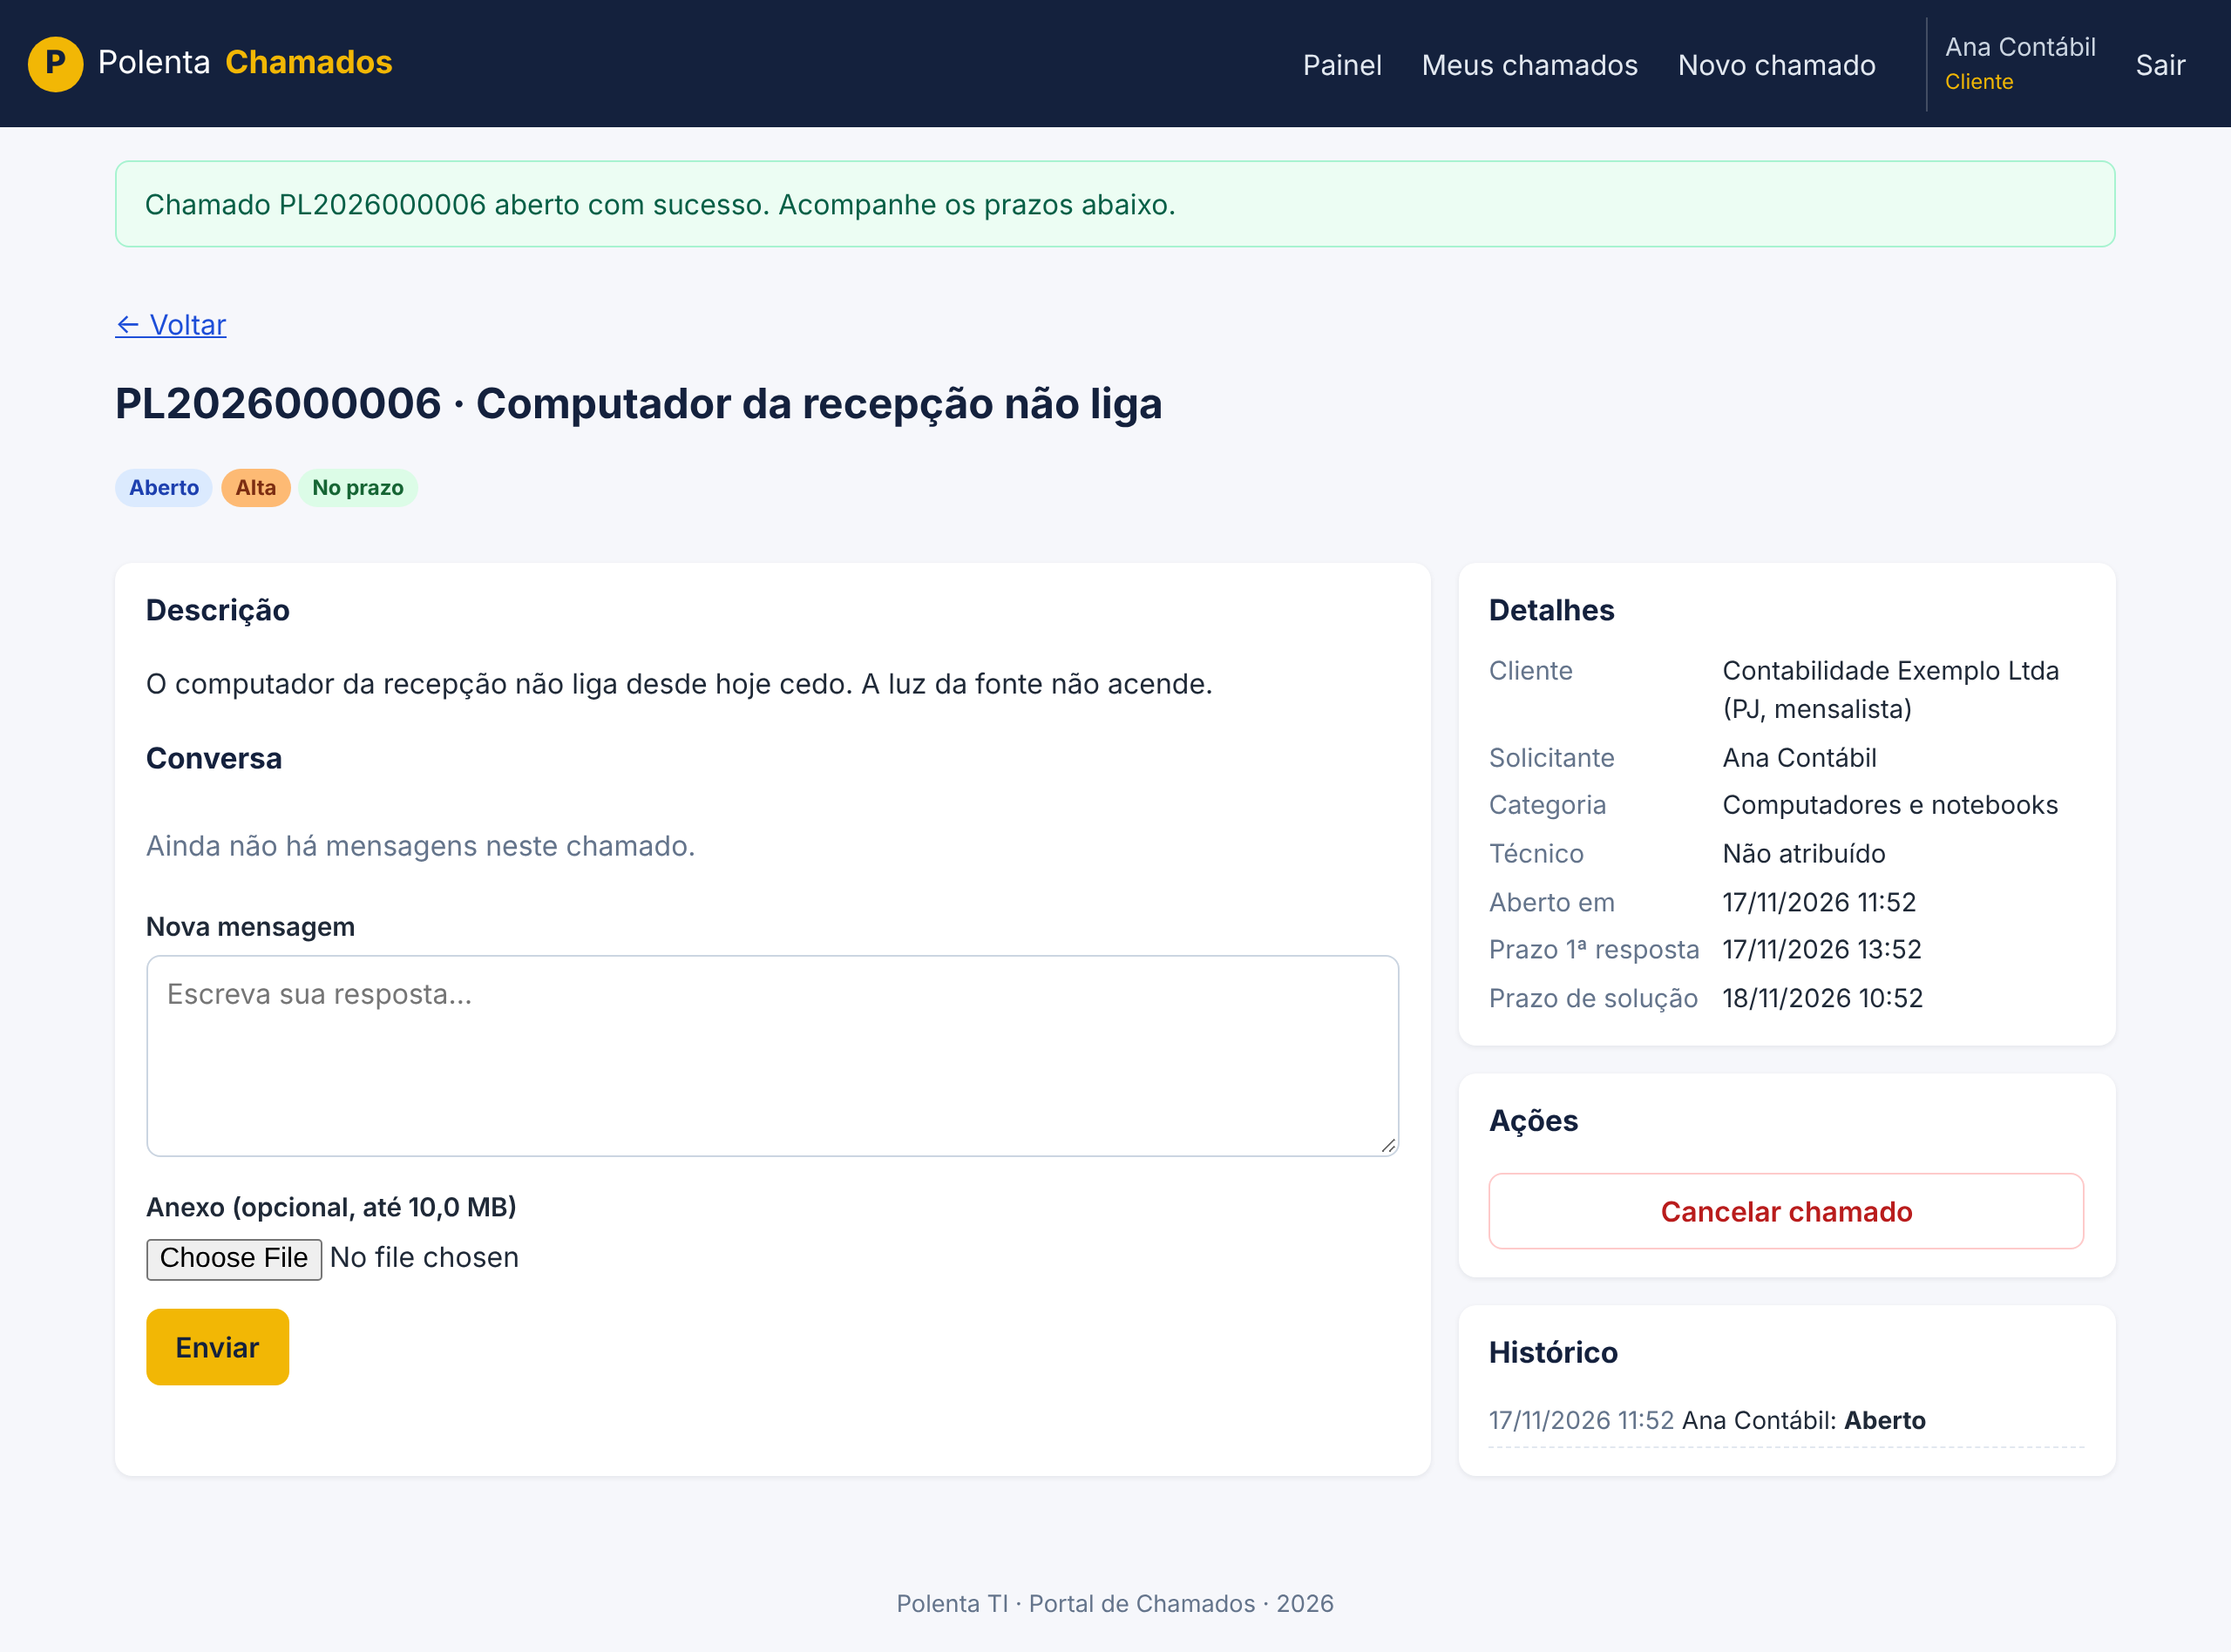 P Polenta Chamados
Painel Meus chamados Novo chamado Ana Contábil Sair
Cliente
Chamado PL2026000006 aberto com sucesso. Acompanhe os prazos abaixo.
← Voltar
PL2026000006 · Computador da recepção não liga
Aberto Alta No prazo
Descrição
O computador da recepção não liga desde hoje cedo. A luz da fonte não acende.
Conversa
Ainda não há mensagens neste chamado.
Nova mensagem
Escreva sua resposta...
Anexo (opcional, até 10,0 MB)
Choose File No file chosen
Enviar
Detalhes
Cliente Contabilidade Exemplo Ltda
(PJ, mensalista)
Solicitante Ana Contábil
Categoria Computadores e notebooks
Técnico Não atribuído
Aberto em 17/11/2026 11:52
Prazo 1ª resposta 17/11/2026 13:52
Prazo de solução 18/11/2026 10:52
Ações
Cancelar chamado
Histórico
17/11/2026 11:52 Ana Contábil: Aberto
Polenta TI · Portal de Chamados · 2026